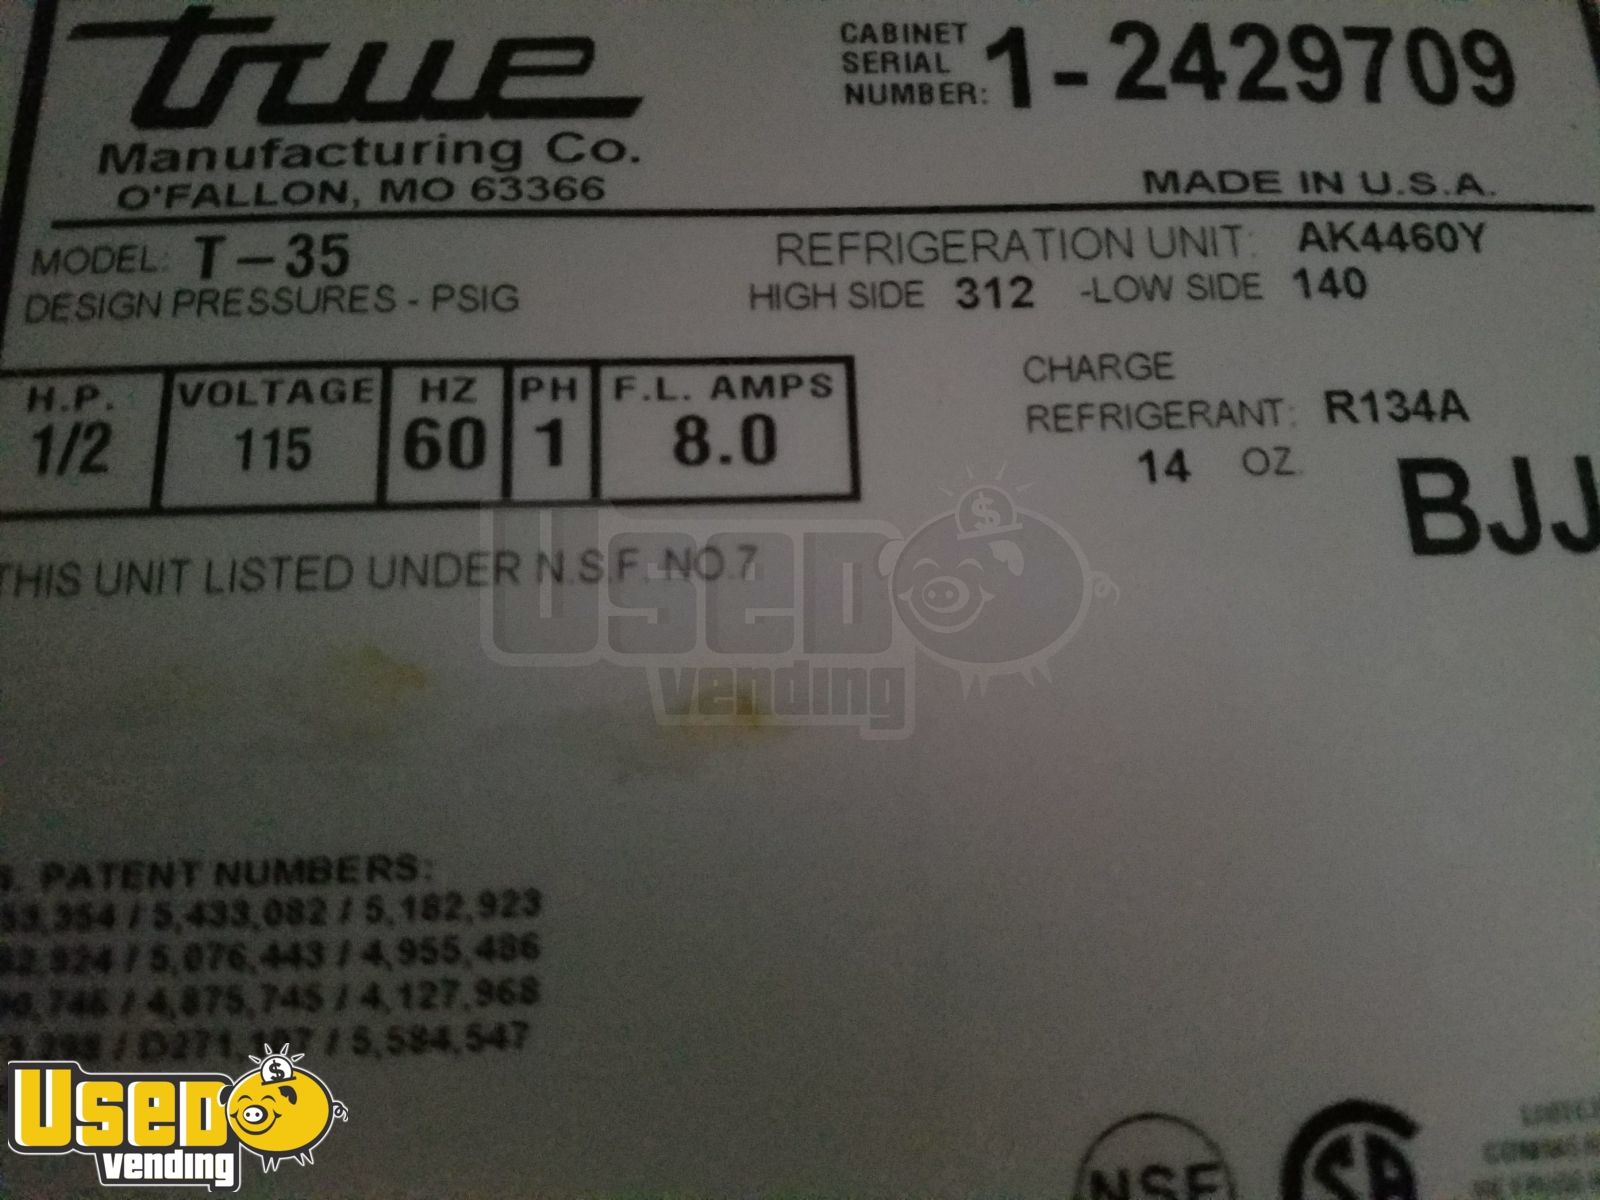 true
Manufacturing Co.
O'FALLON, MO 63366
CABINET
SERIAL
NUMBER: 1-2429709
MADE IN U.S.A.
MODEL: T-35
REFRIGERATION UNIT: AK4460Y
DESIGN PRESSURES - PSIG
HIGH SIDE 312 -LOW SIDE 140
H.P. VOLTAGE HZ PH F.L. AMPS
1/2 115 60 1 8.0
CHARGE
REFRIGERANT: R134A
14 OZ.
BJJ
THIS UNIT LISTED UNDER N.S.F. NO.7
USED vending
PATENT NUMBERS:
/ 5,433,082 / 5,182,923
/ 5,076,443 / 4,955,486
/ 4,875,745 / 4,127,968
/ 5,584,547
USED vending
NSF